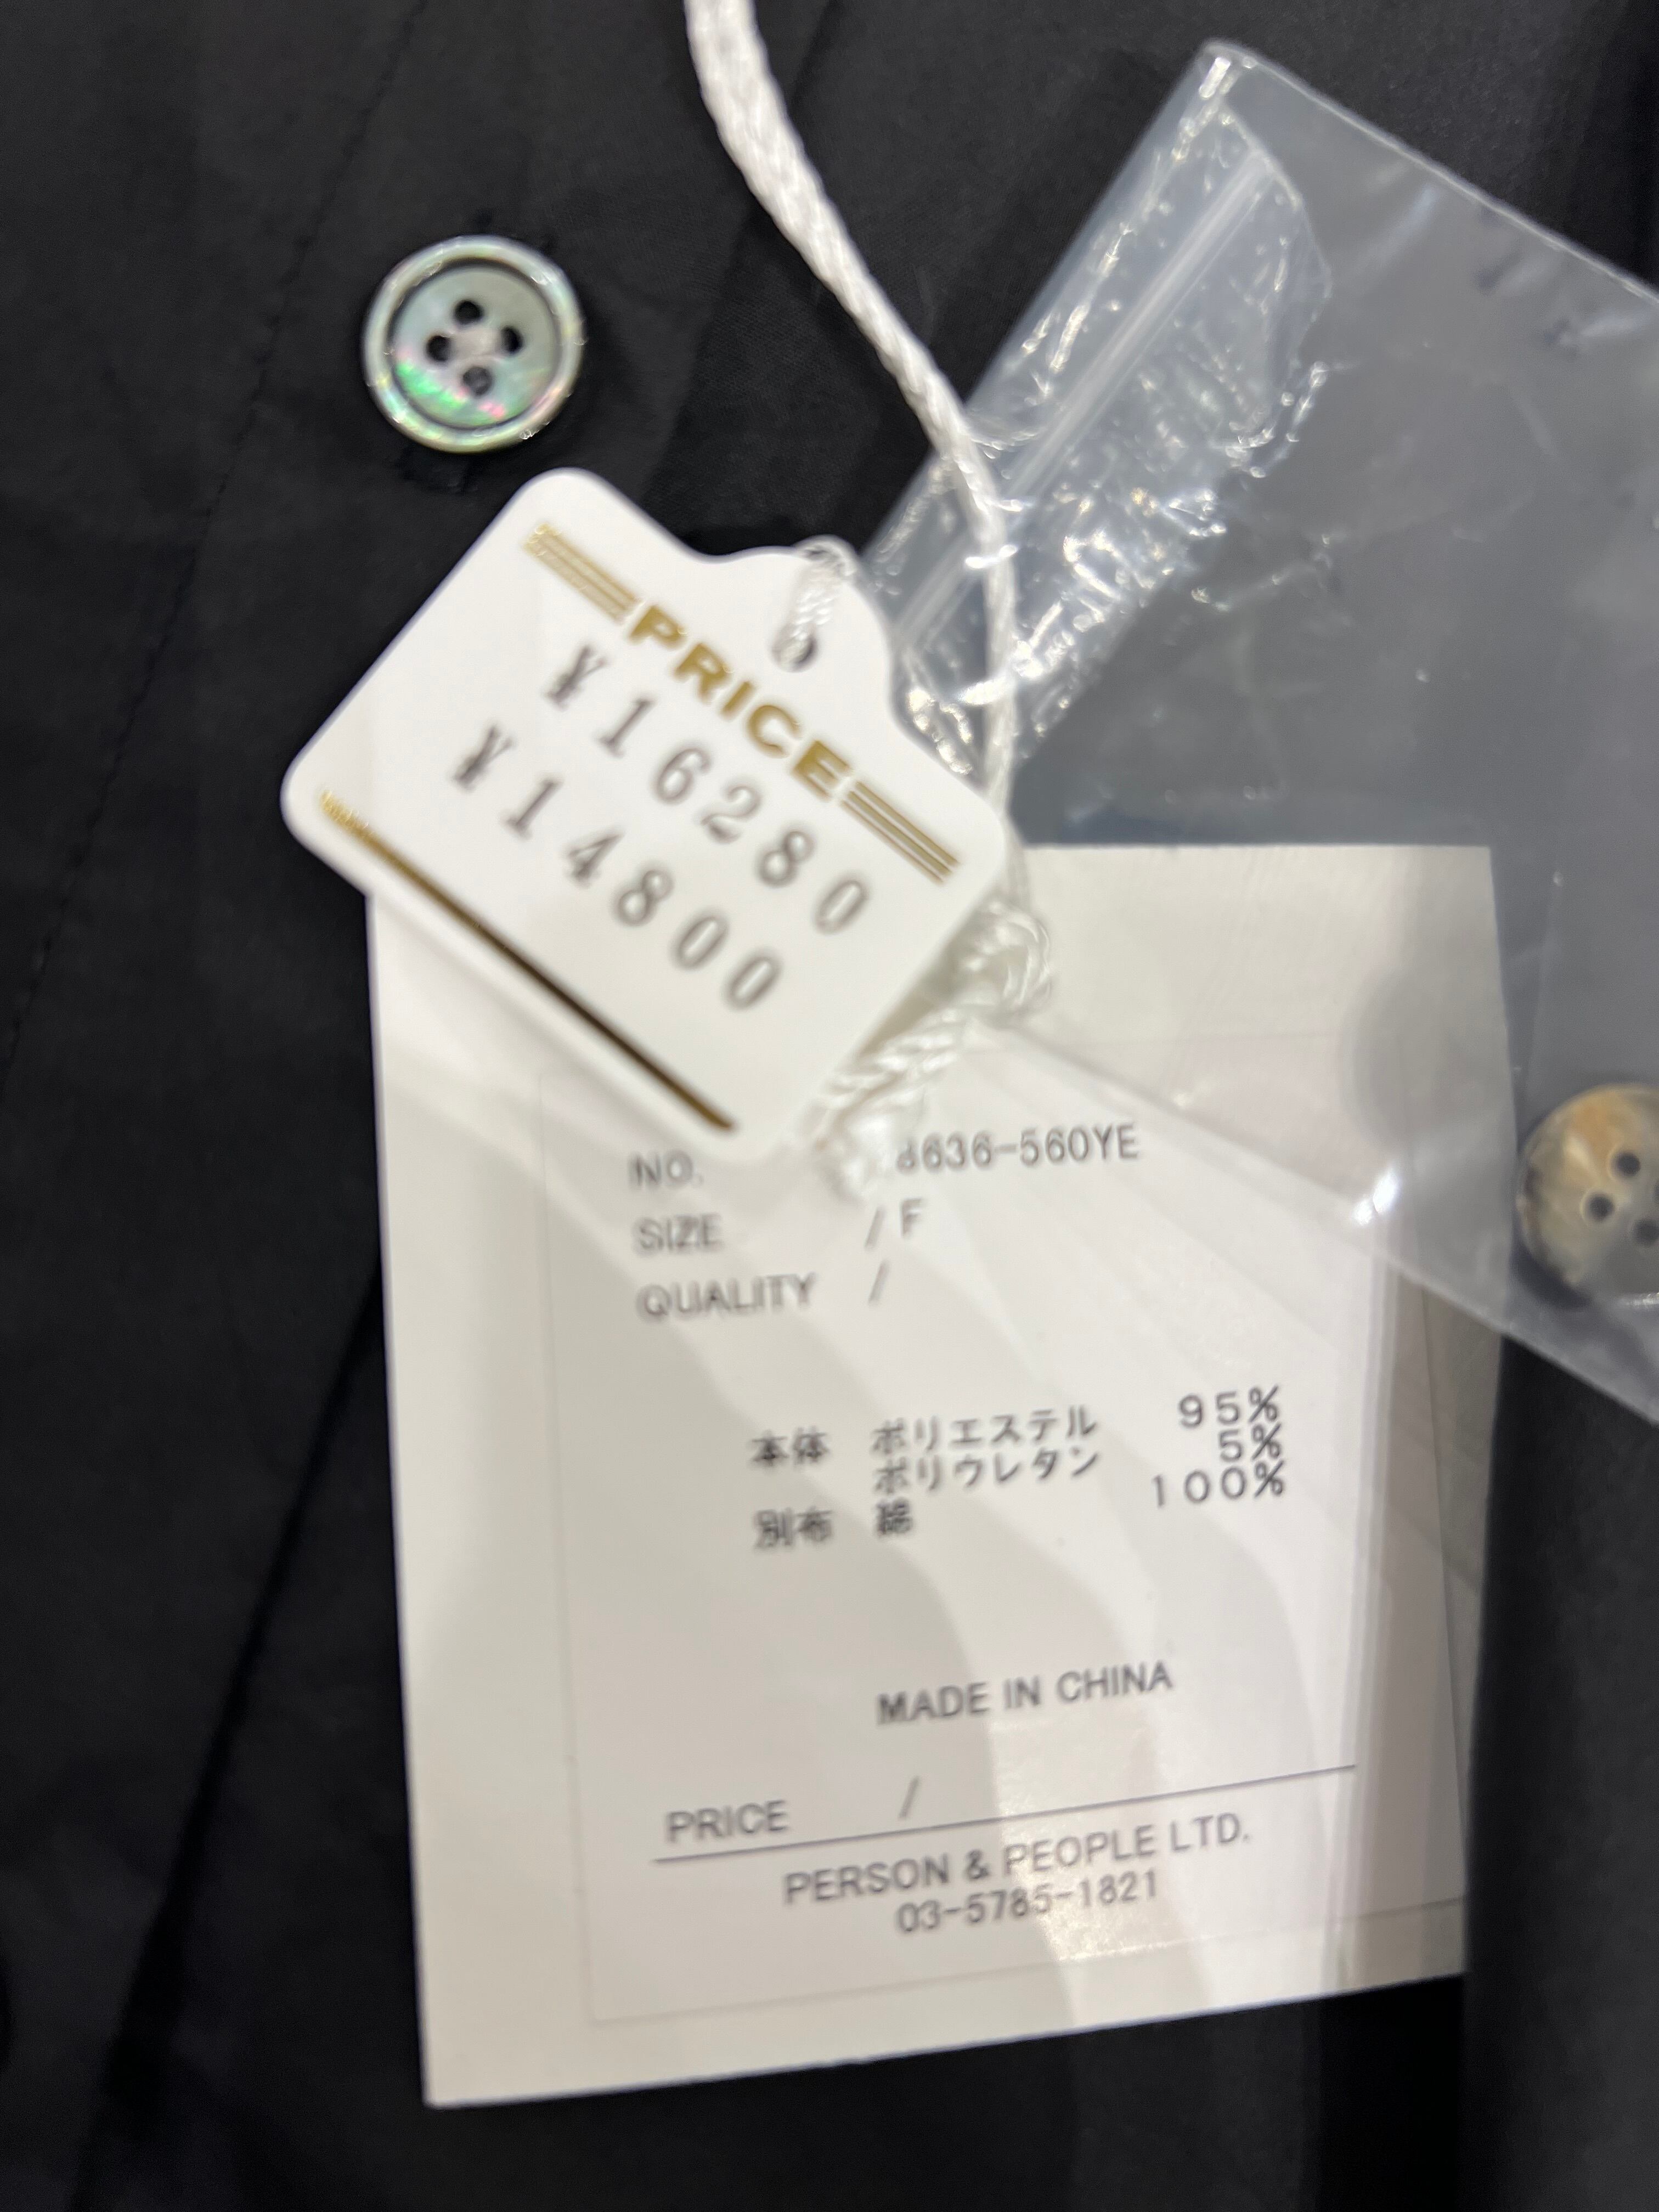 PRICE
¥16280
¥14800
NO. 8636-560YE
SIZE / F
QUALITY /
本体 ポリエステル 95%
ポリウレタン 5%
別布 綿 100%
MADE IN CHINA
PRICE /
PERSON & PEOPLE LTD.
03-5785-1821